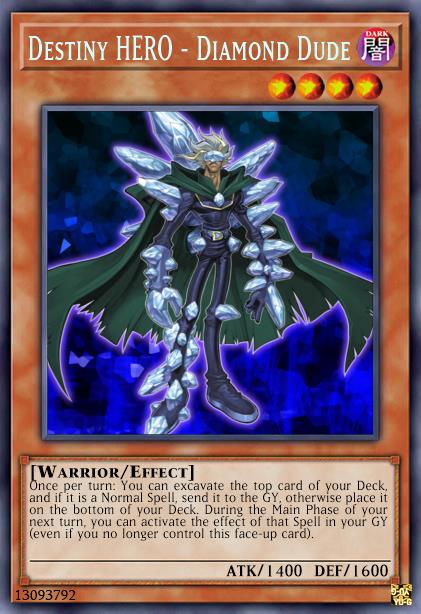 Destiny HERO - Diamond Dude
DARK
闇
[Warrior/Effect]
Once per turn: You can excavate the top card of your Deck,
and if it is a Normal Spell, send it to the GY, otherwise place it
on the bottom of your Deck. During the Main Phase of your
next turn, you can activate the effect of that Spell in your GY
(even if you no longer control this face-up card).
ATK/1400 DEF/1600
13093792